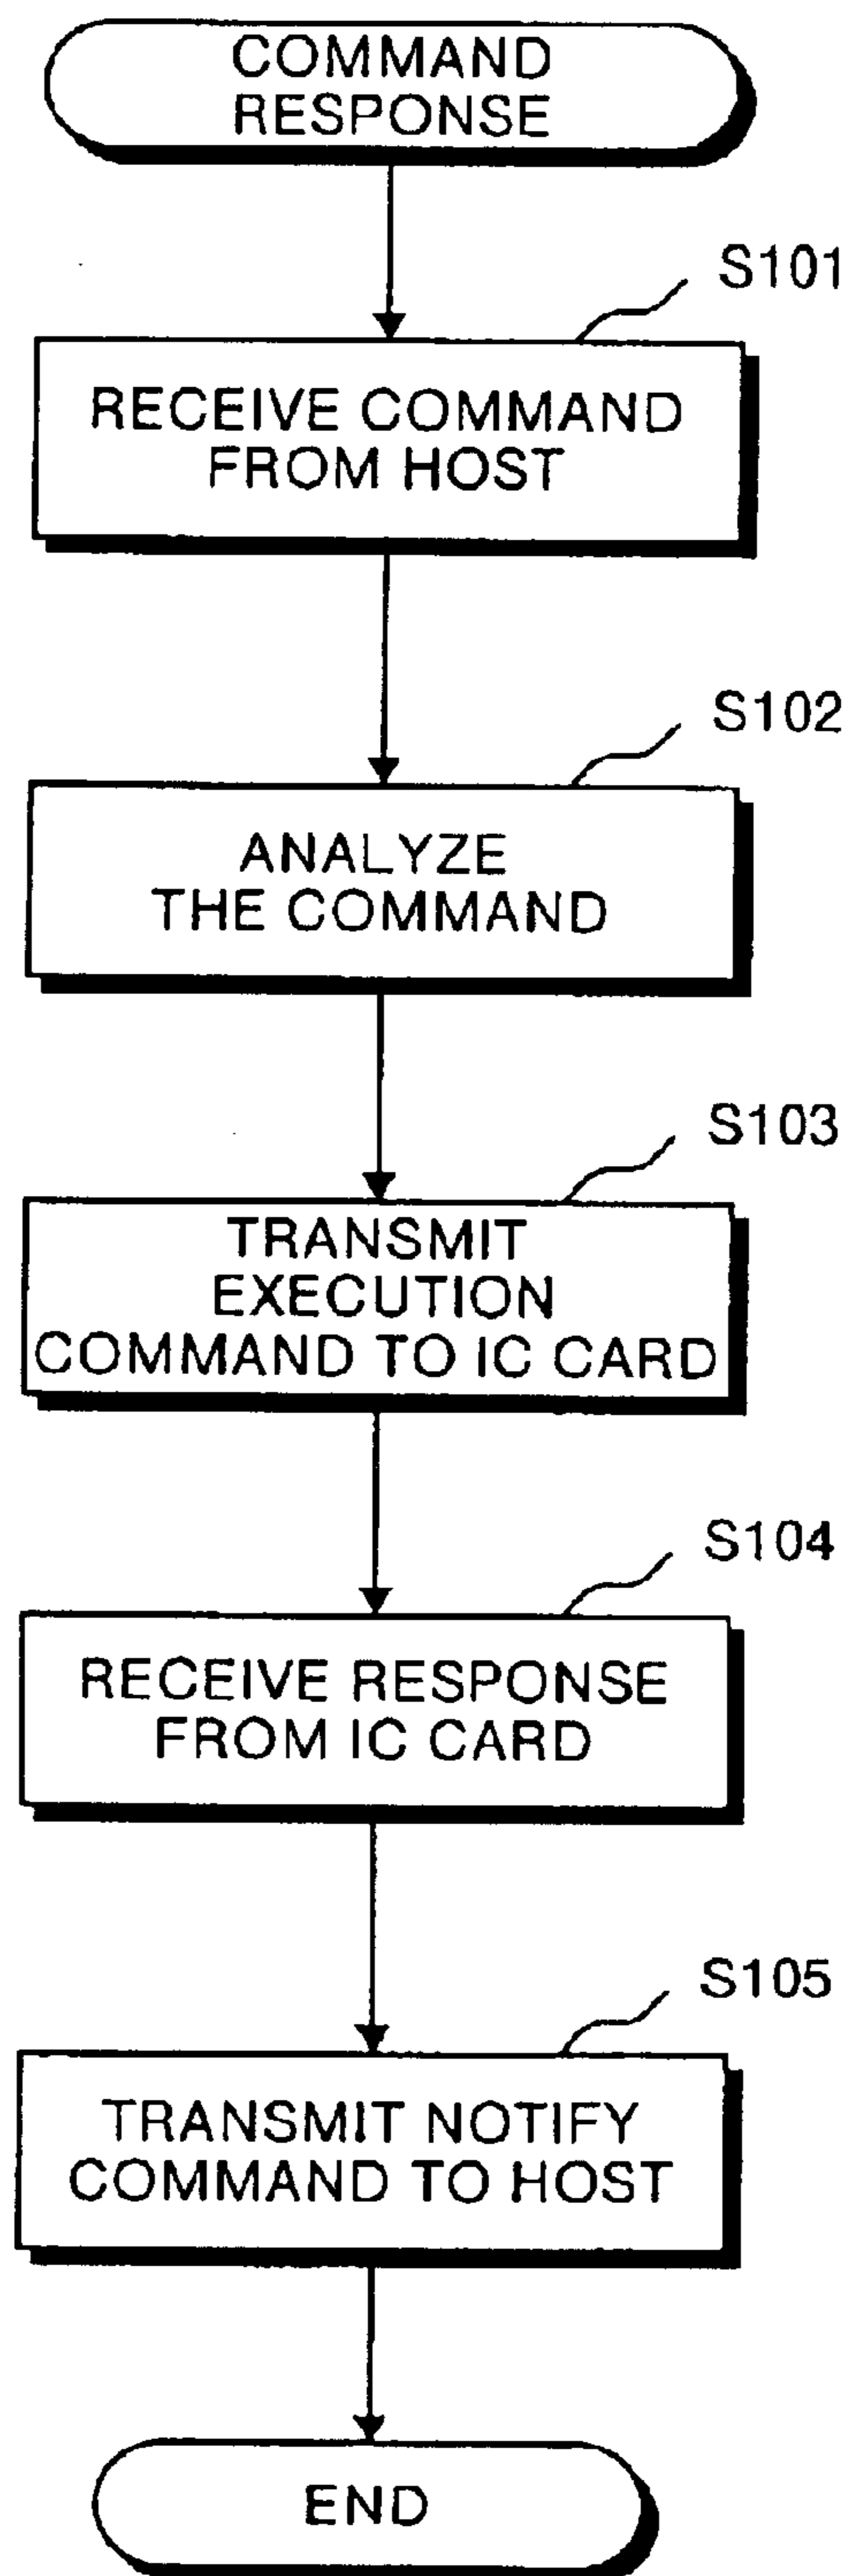 COMMAND
RESPONSE
S101
RECEIVE COMMAND
FROM HOST
S102
ANALYZE
THE COMMAND
S103
TRANSMIT
EXECUTION
COMMAND TO IC CARD
S104
RECEIVE RESPONSE
FROM IC CARD
S105
TRANSMIT NOTIFY
COMMAND TO HOST
END